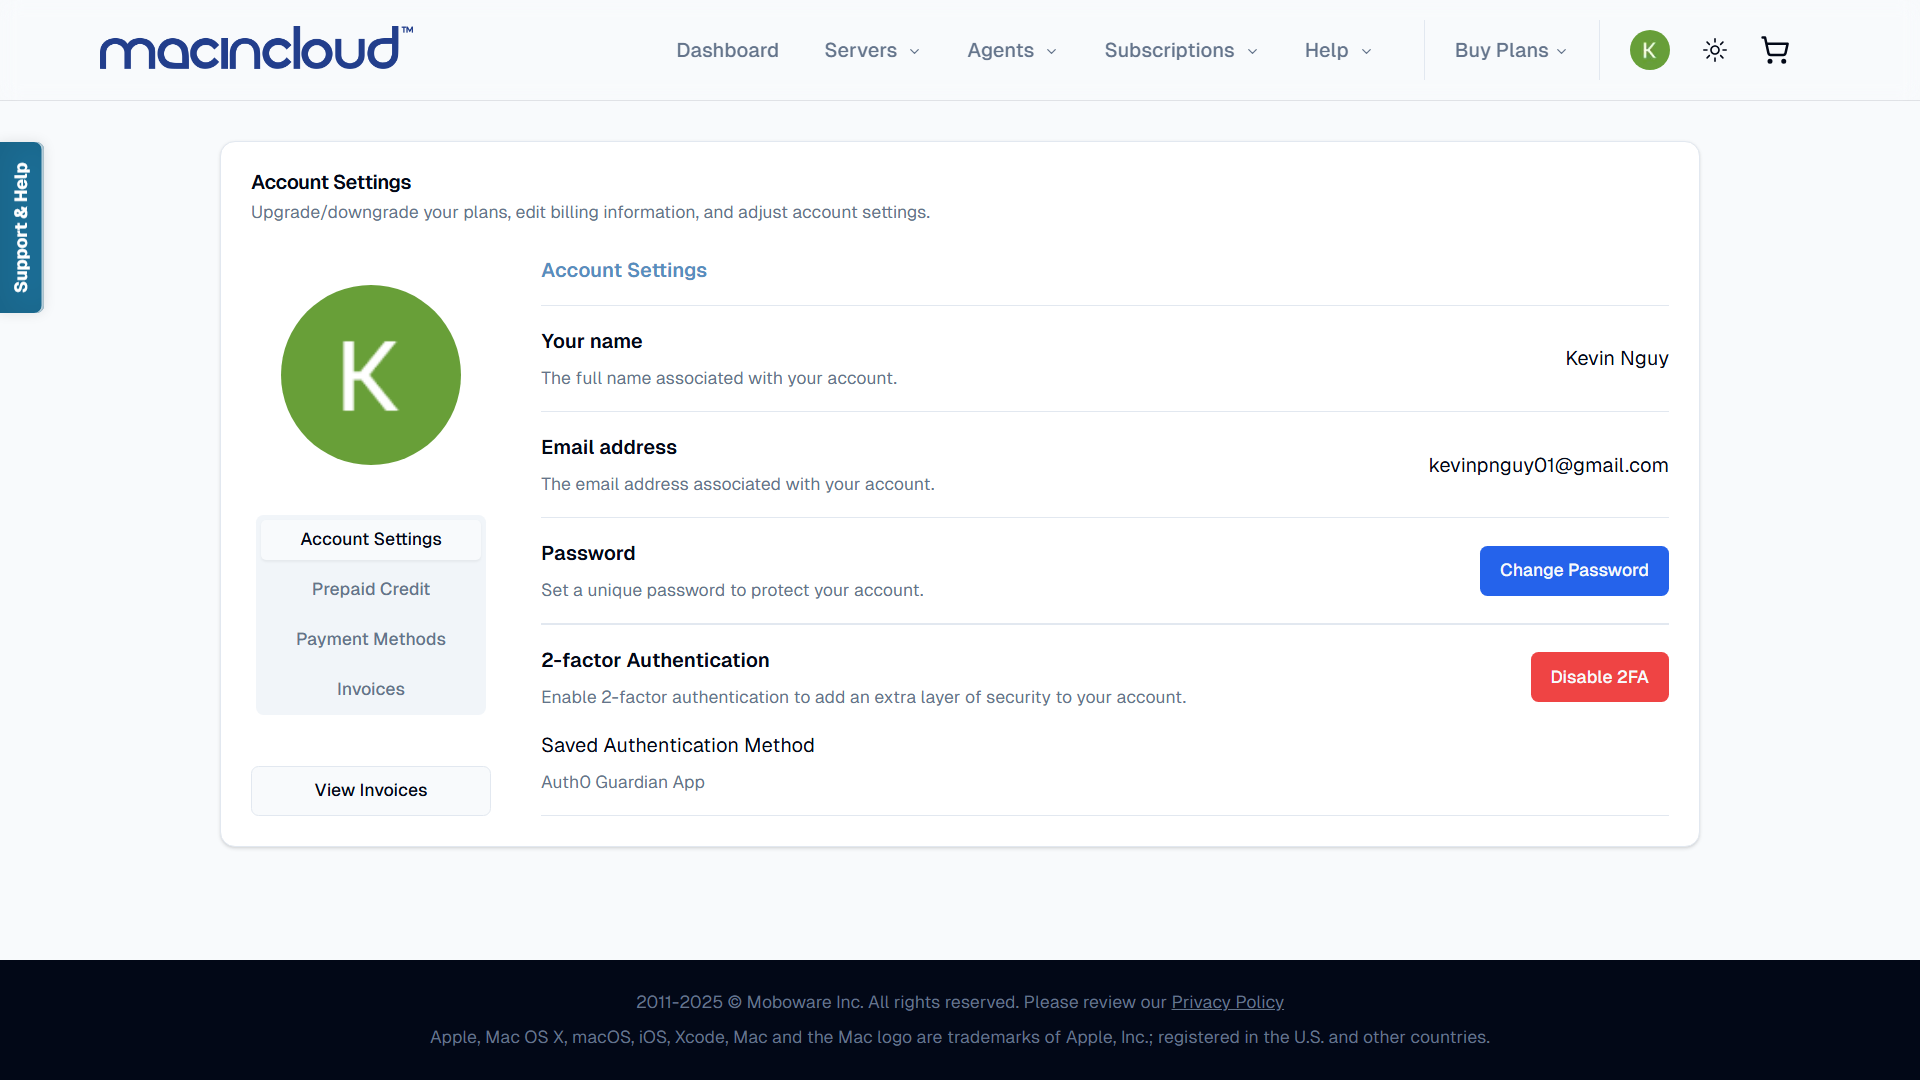 macincloud™
Dashboard
Servers
Agents
Subscriptions
Help
Buy Plans
K
Support & Help
Account Settings
Upgrade/downgrade your plans, edit billing information, and adjust account settings.
K
Account Settings
Prepaid Credit
Payment Methods
Invoices
View Invoices
Account Settings
Your name
The full name associated with your account.
Kevin Nguy
Email address
The email address associated with your account.
kevinpnguy01@gmail.com
Password
Set a unique password to protect your account.
Change Password
2-factor Authentication
Enable 2-factor authentication to add an extra layer of security to your account.
Disable 2FA
Saved Authentication Method
Auth0 Guardian App
2011-2025 © Moboware Inc. All rights reserved. Please review our Privacy Policy
Apple, Mac OS X, macOS, iOS, Xcode, Mac and the Mac logo are trademarks of Apple, Inc.; registered in the U.S. and other countries.